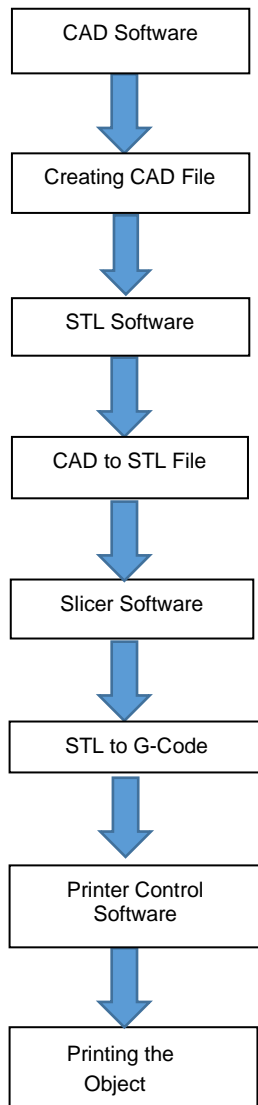 CAD Software
Creating CAD File
STL Software
CAD to STL File
Slicer Software
STL to G-Code
Printer Control
Software
Printing the
Object